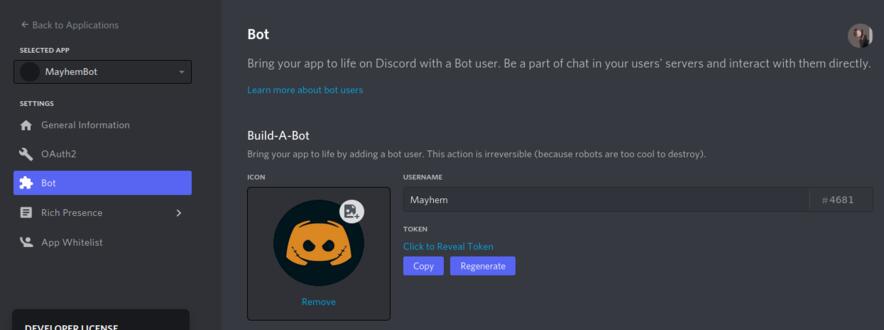 ← Back to Applications
SELECTED APP
MayhemBot
SETTINGS
General Information
OAuth2
Bot
Rich Presence
App Whitelist
DEVELOPER LICENSE
Bot
Bring your app to life on Discord with a Bot user. Be a part of chat in your users' servers and interact with them directly.
Learn more about bot users
Build-A-Bot
Bring your app to life by adding a bot user. This action is irreversible (because robots are too cool to destroy).
ICON
Remove
USERNAME
Mayhem #4681
TOKEN
Click to Reveal Token
Copy Regenerate